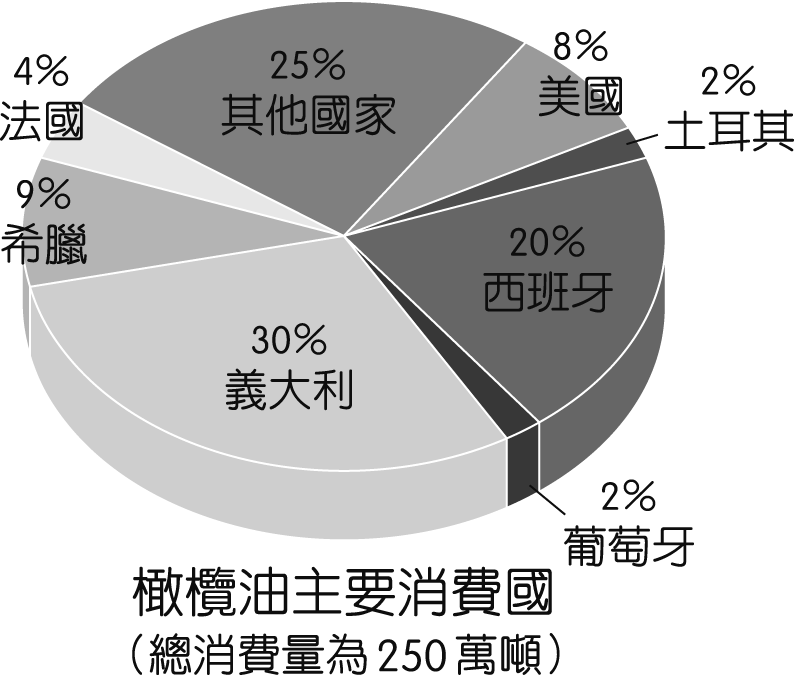 25%
其他國家
8%
美國
2%
土耳其
20%
西班牙
2%
葡萄牙
30%
義大利
9%
希臘
4%
法國
橄欖油主要消費國
（總消費量為 250 萬噸）